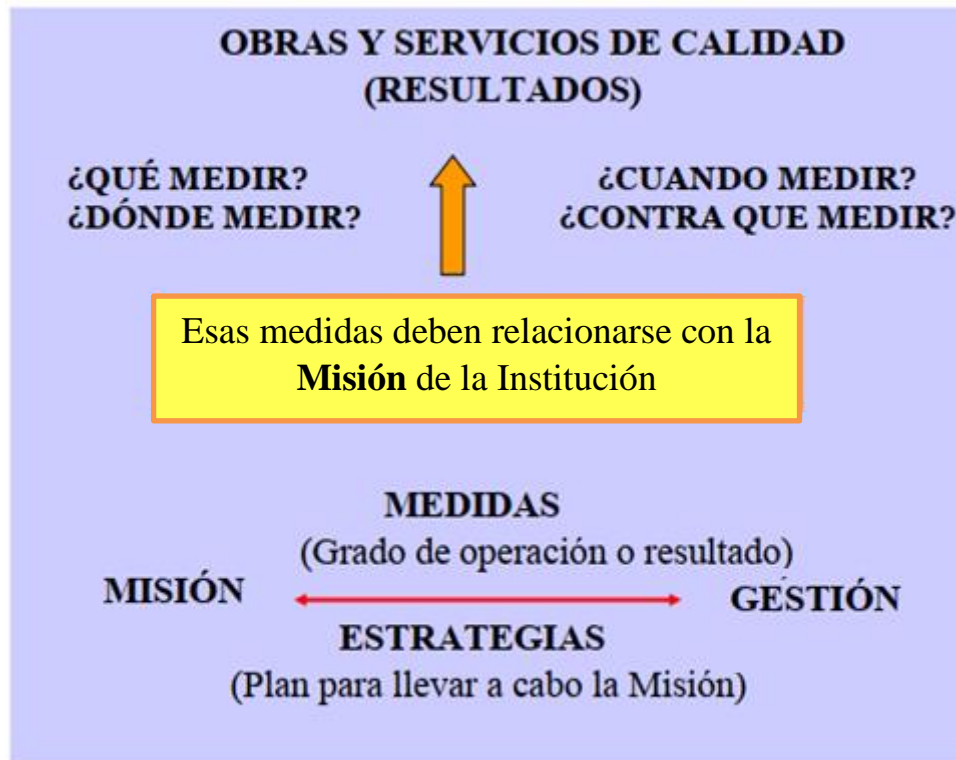 OBRAS Y SERVICIOS DE CALIDAD
(RESULTADOS)
¿QUÉ MEDIR?
¿DÓNDE MEDIR?
¿CUANDO MEDIR?
¿CONTRA QUE MEDIR?
Esas medidas deben relacionarse con la
Misión de la Institución
MEDIDAS
(Grado de operación o resultado)
MISIÓN
GESTIÓN
ESTRATEGIAS
(Plan para llevar a cabo la Misión)